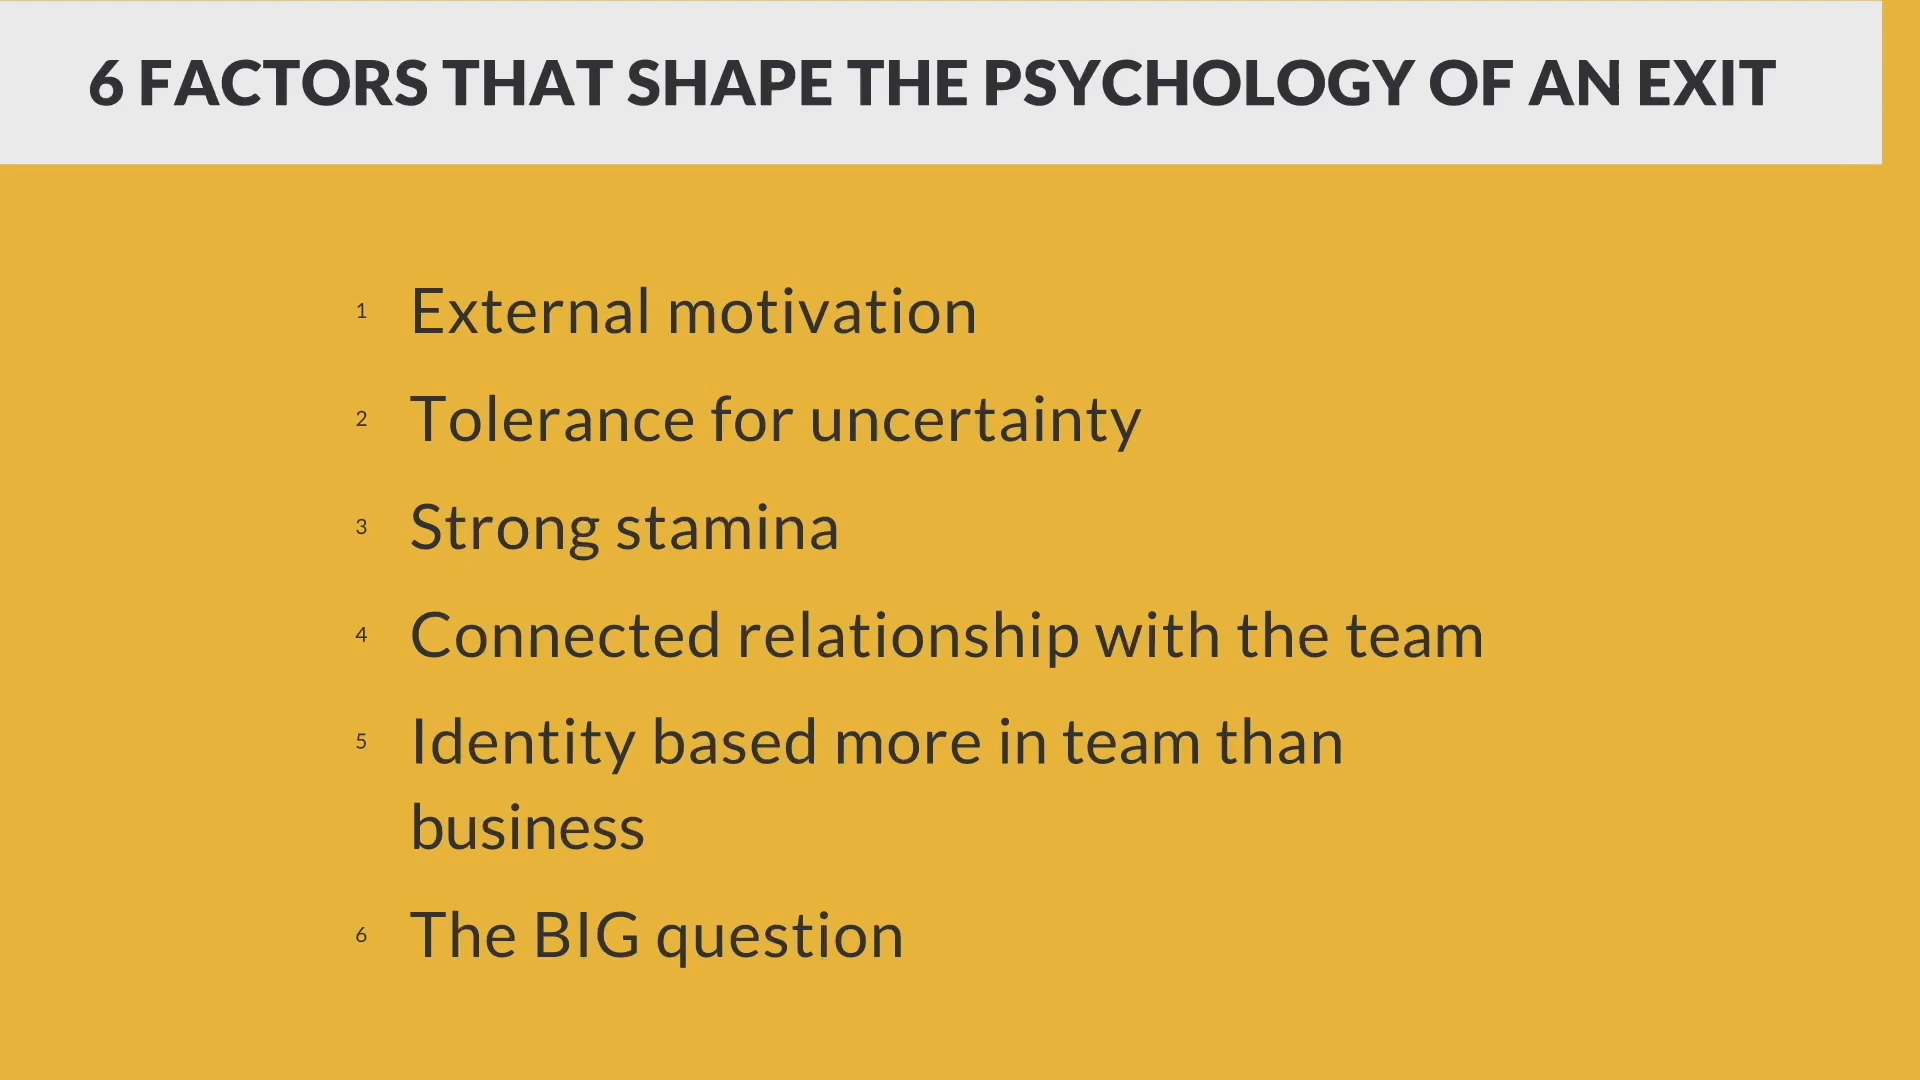 6 FACTORS THAT SHAPE THE PSYCHOLOGY OF AN EXIT
1 External motivation
2 Tolerance for uncertainty
3 Strong stamina
4 Connected relationship with the team
5 Identity based more in team than
business
6 The BIG question